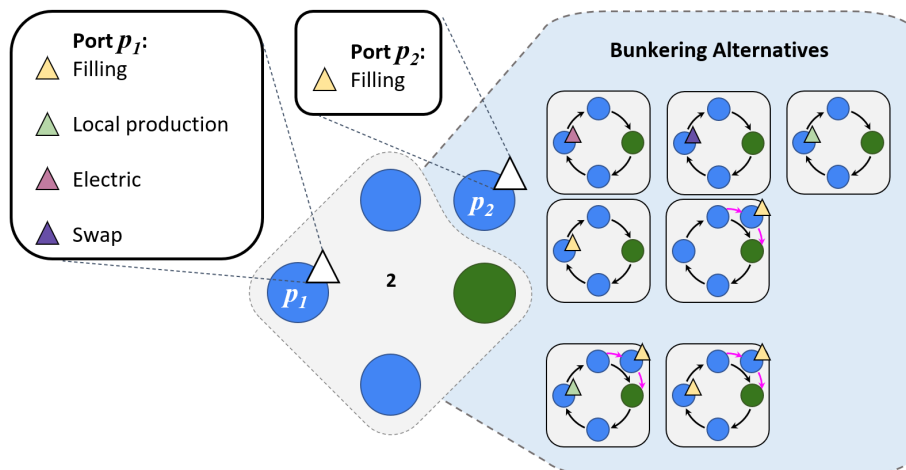 Port p₁:
Filling
Local production
Electric
Swap
Port p₂:
Filling
Bunkering Alternatives
p₂
2
p₁